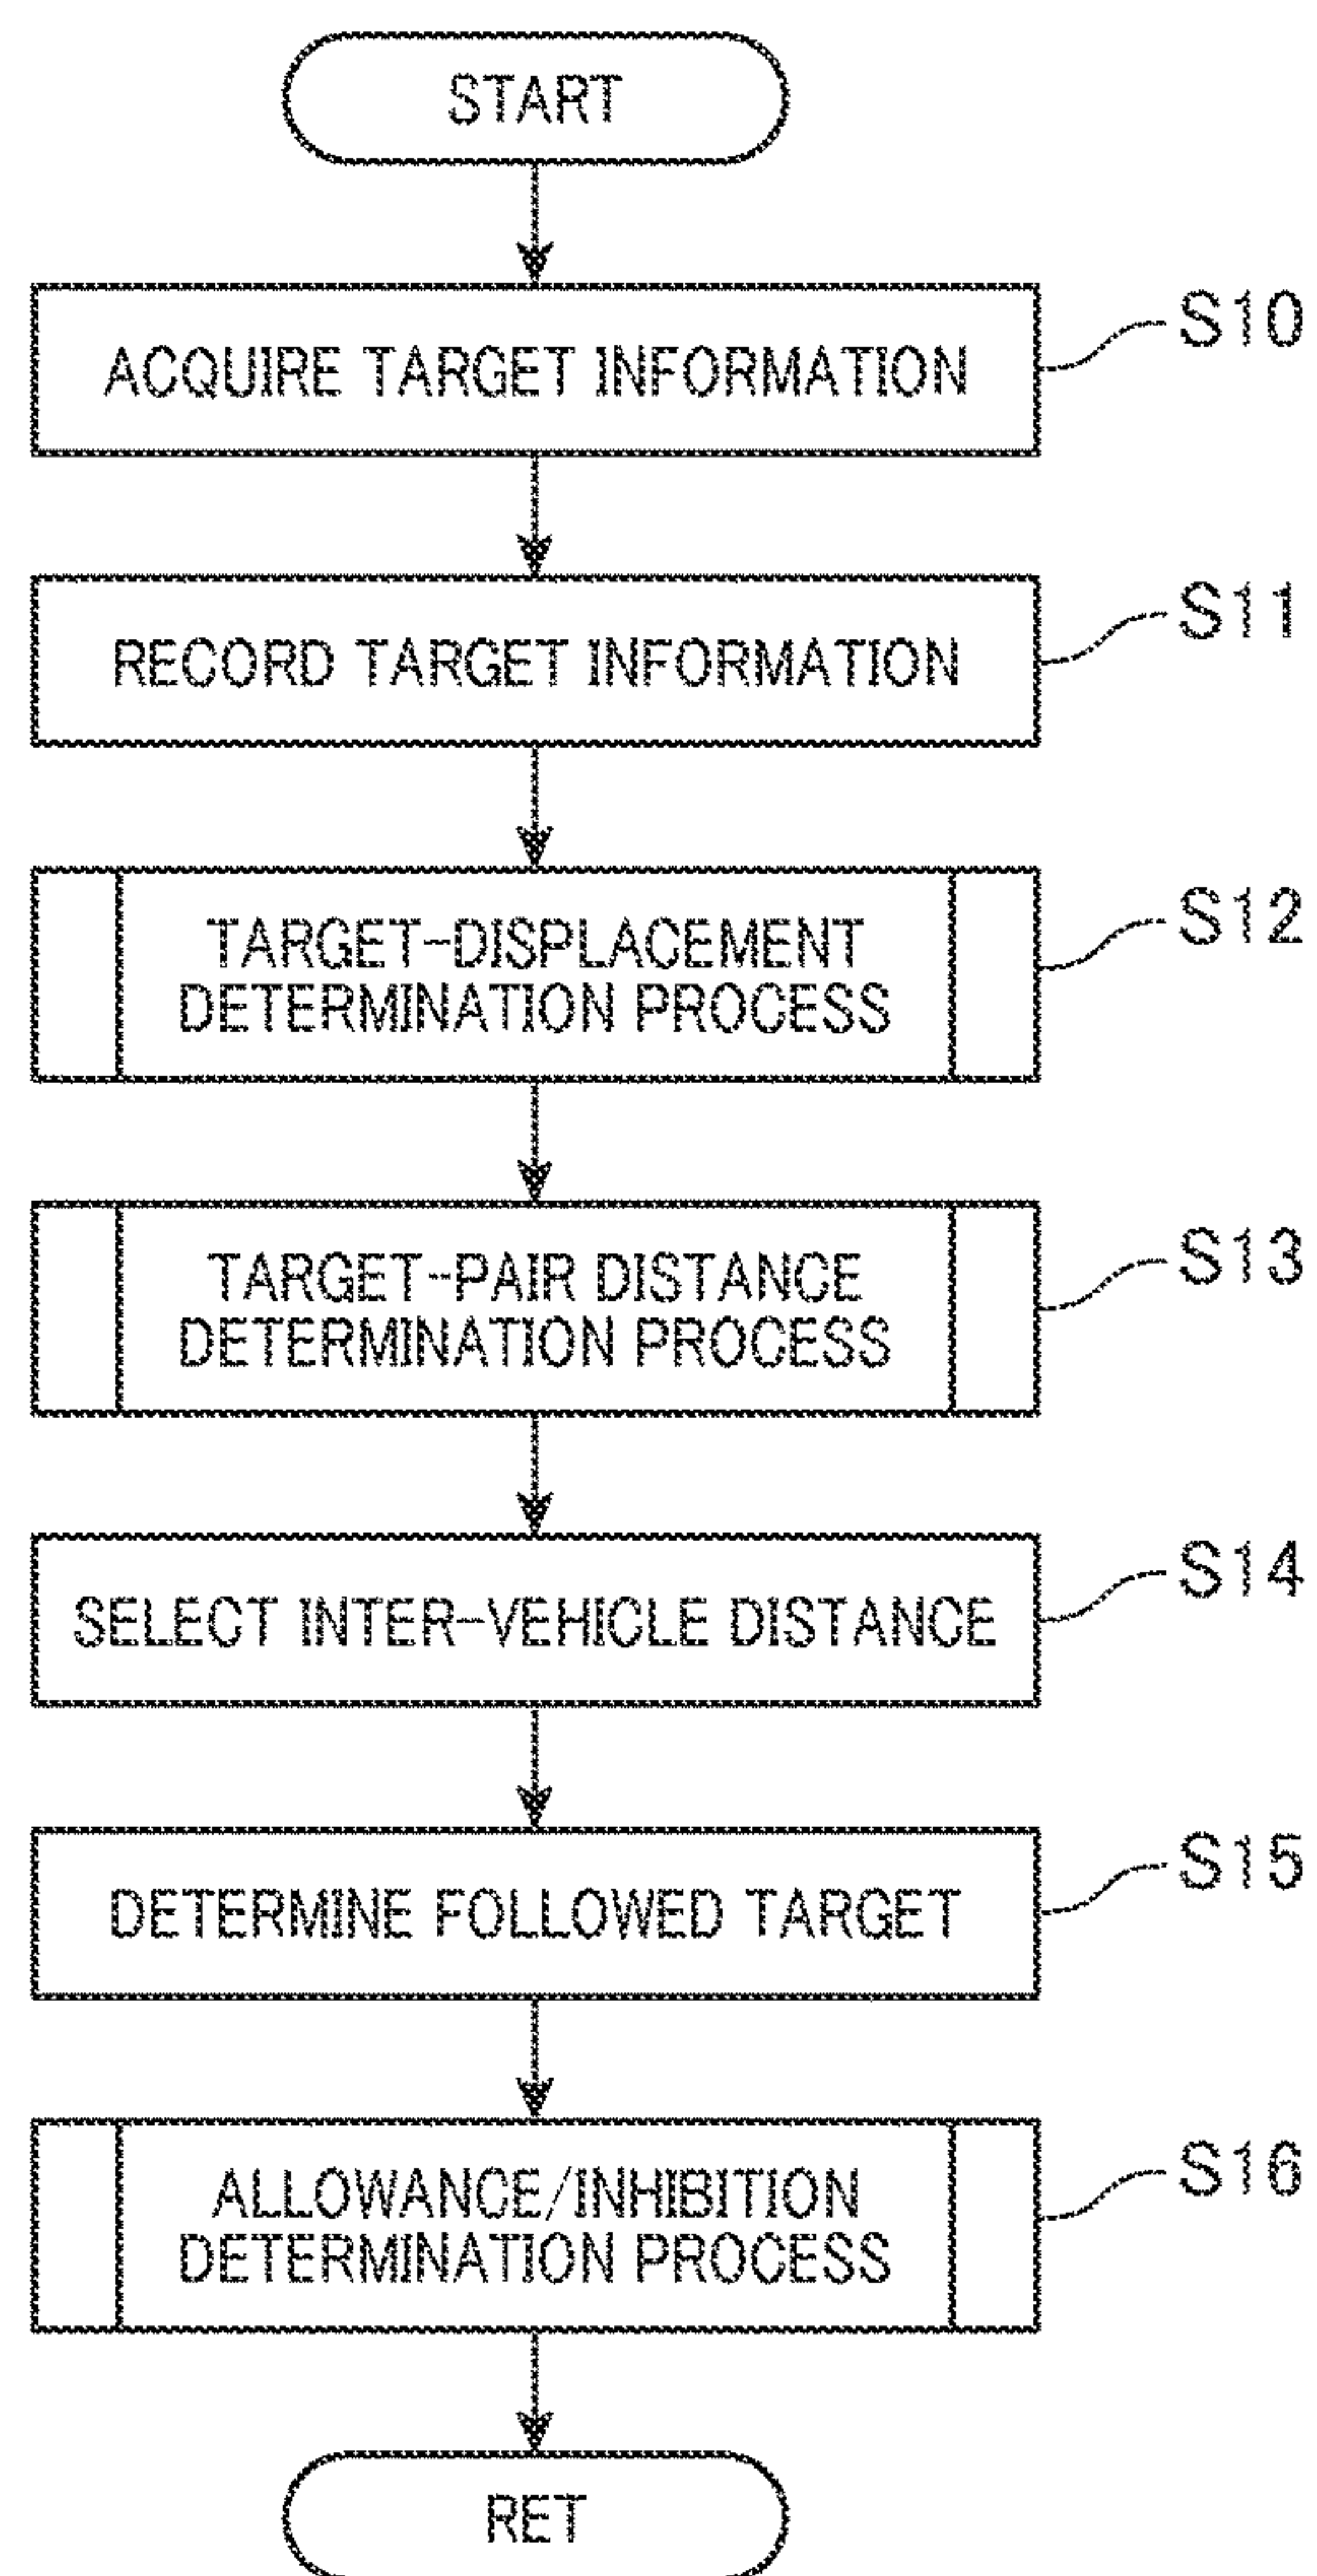 START
ACQUIRE TARGET INFORMATION
S10
RECORD TARGET INFORMATION
S11
TARGET-DISPLACEMENT
DETERMINATION PROCESS
S12
TARGET-PAIR DISTANCE
DETERMINATION PROCESS
S13
SELECT INTER-VEHICLE DISTANCE
S14
DETERMINE FOLLOWED TARGET
S15
ALLOWANCE/INHIBITION
DETERMINATION PROCESS
S16
RET